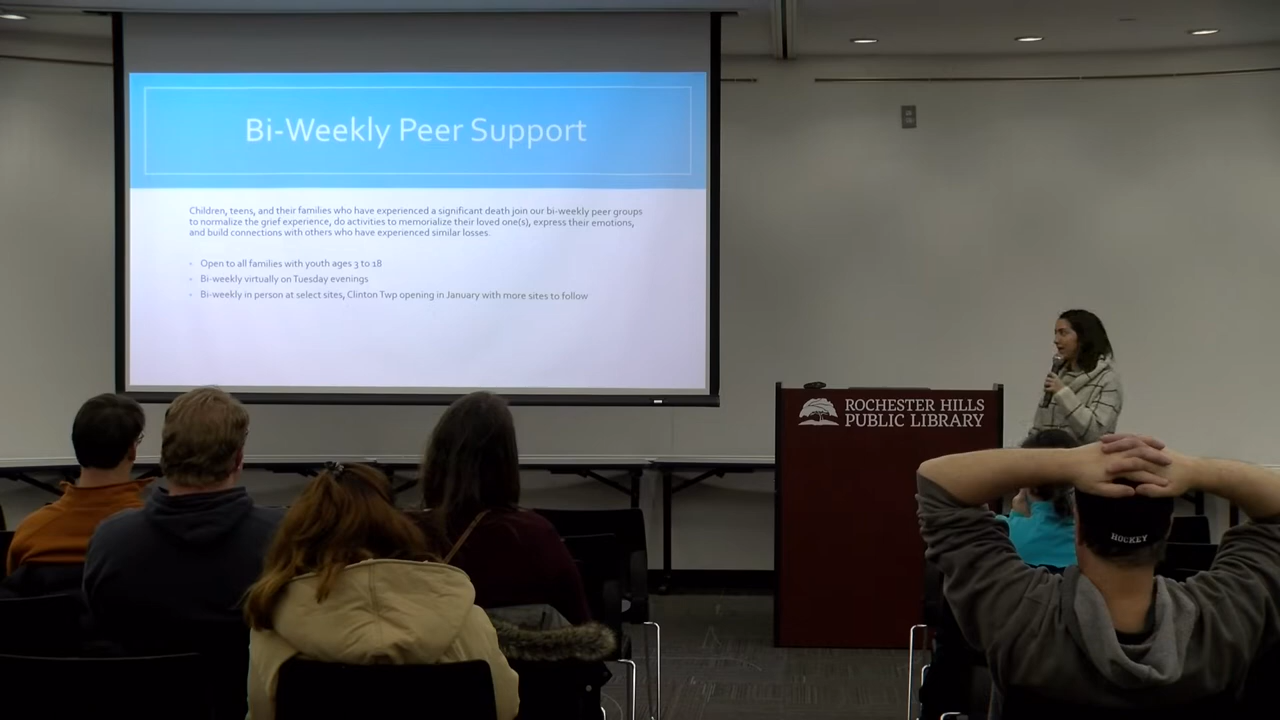 Bi-Weekly Peer Support
Children, teens, and their families who have experienced a significant death join our bi-weekly peer groups
to normalize the grief experience, do activities to memorialize their loved one(s), express their emotions,
and build connections with others who have experienced similar losses.
- Open to all families with youth ages 3 to 18
- Bi-weekly virtually on Tuesday evenings
- Bi-weekly in person at select sites, Clinton Twp opening in January with more sites to follow
ROCHESTER HILLS
PUBLIC LIBRARY
HOCKEY